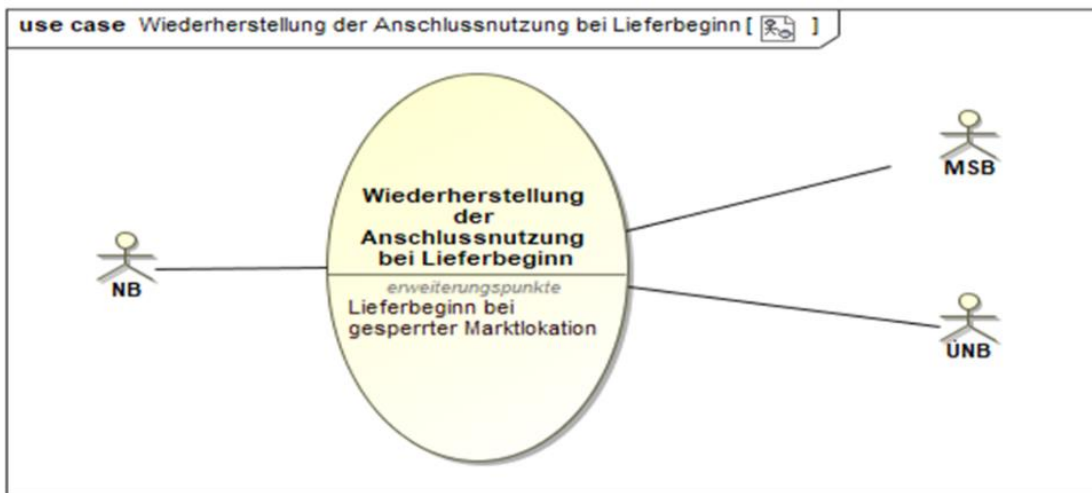 use case Wiederherstellung der Anschlussnutzung bei Lieferbeginn [ ]
MSB
Wiederherstellung
der
Anschlussnutzung
bei Lieferbeginn
NB
erweiterungspunkte
Lieferbeginn bei
gesperrter Marktlokation
ÜNB